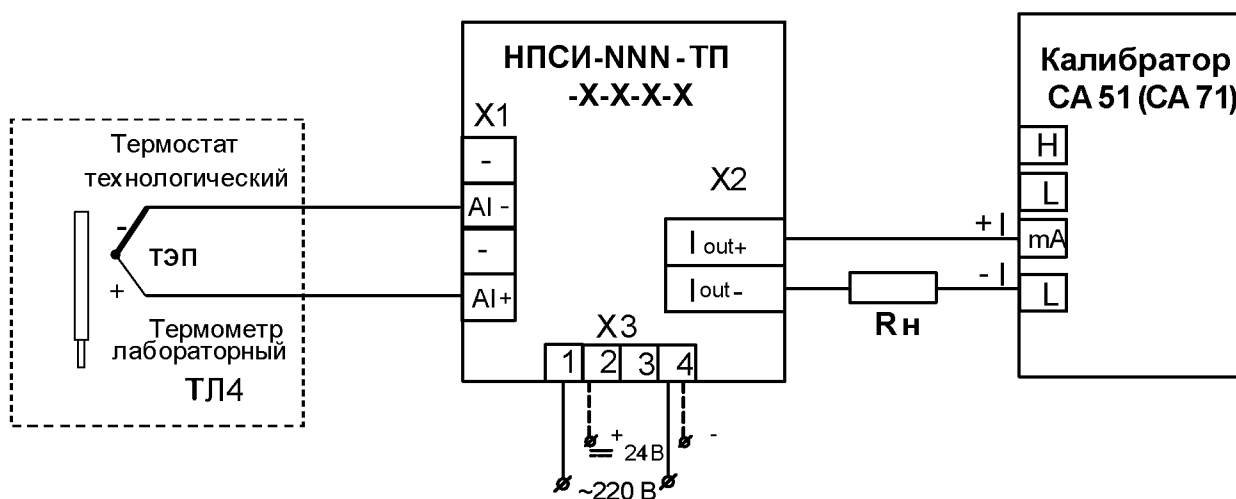 НПСИ-NNN-ТП
-X-X-X-X
Калибратор
СА 51 (СА 71)
X1
-
AI -
-
AI+
X2
I out+
I out-
X3
1 2 3 4
Термостат
технологический
-
ТЭП
+
Термометр
лабораторный
ТЛ4
H
L
+ I
mA
- I
L
Rн
+ -
24В
~220 В